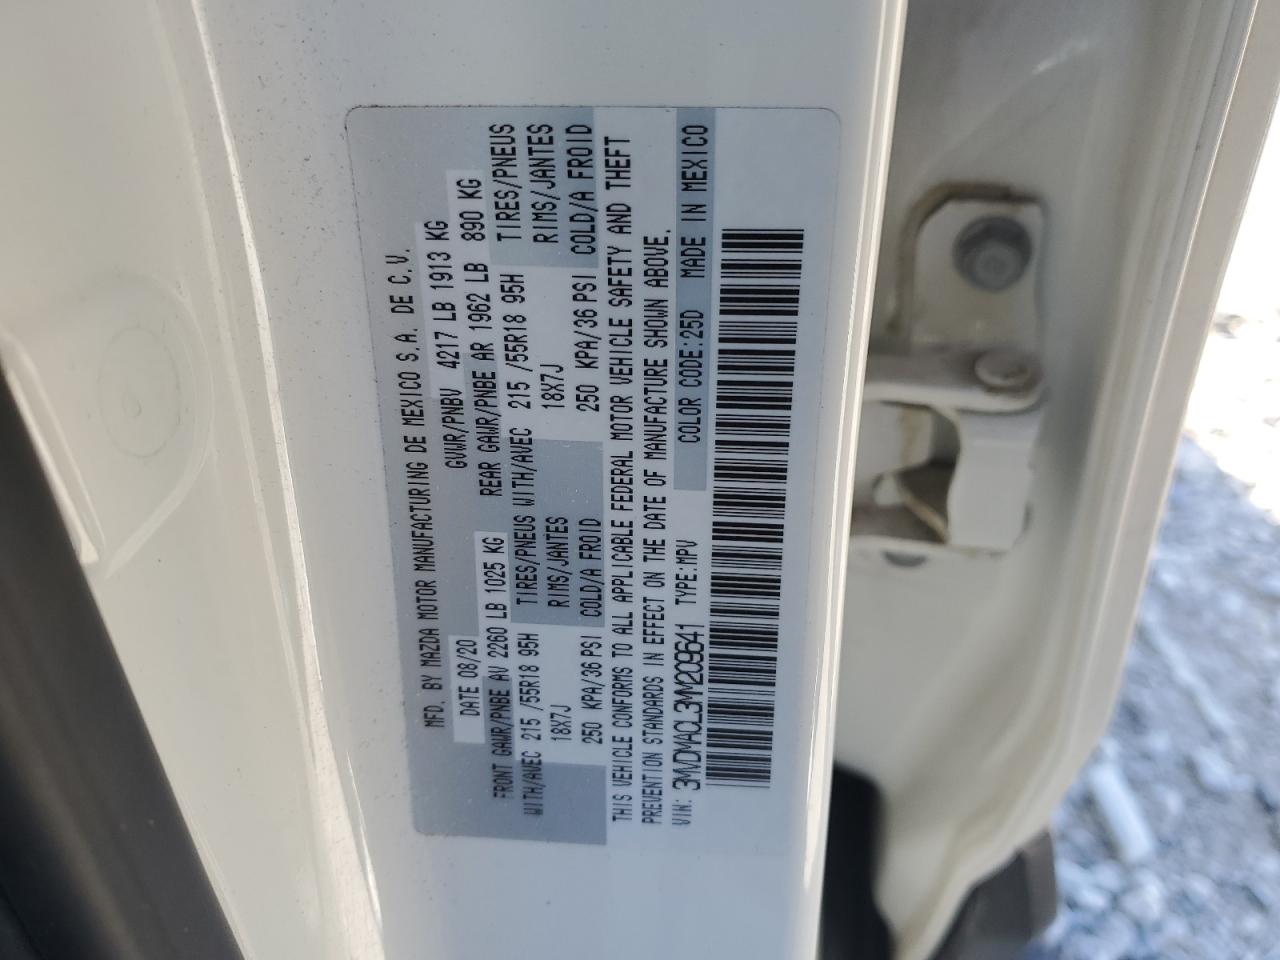 MFD. BY MAZDA MOTOR MANUFACTURING DE MEXICO S.A. DE C.V.
DATE 08/20 GVWR/PNBV 4217 LB 1913 KG
FRONT GAWR/PNBE AV 2260 LB 1025 KG REAR GAWR/PNBE AR 1962 LB 890 KG
WITH/AVEC 215 /55R18 95H TIRES/PNEUS WITH/AVEC 215 /55R18 95H TIRES/PNEUS
18X7J RIMS/JANTES 18X7J RIMS/JANTES
250 KPA/36 PSI COLD/A FROID 250 KPA/36 PSI COLD/A FROID
THIS VEHICLE CONFORMS TO ALL APPLICABLE FEDERAL MOTOR VEHICLE SAFETY AND THEFT
PREVENTION STANDARDS IN EFFECT ON THE DATE OF MANUFACTURE SHOWN ABOVE.
VIN: 3MVDMACL3MM209641 TYPE:MPV COLOR CODE:25D MADE IN MEXICO